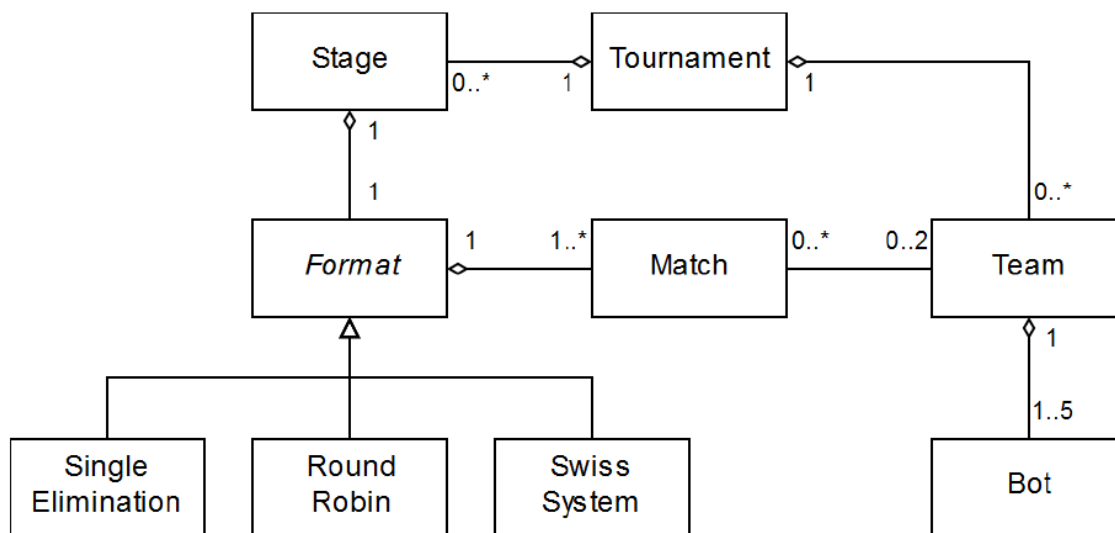 Stage
Tournament
0..*
1
1
1
1
0..*
Format
1
1..*
Match
0..*
0..2
Team
1
1..5
Single
Elimination
Round
Robin
Swiss
System
Bot